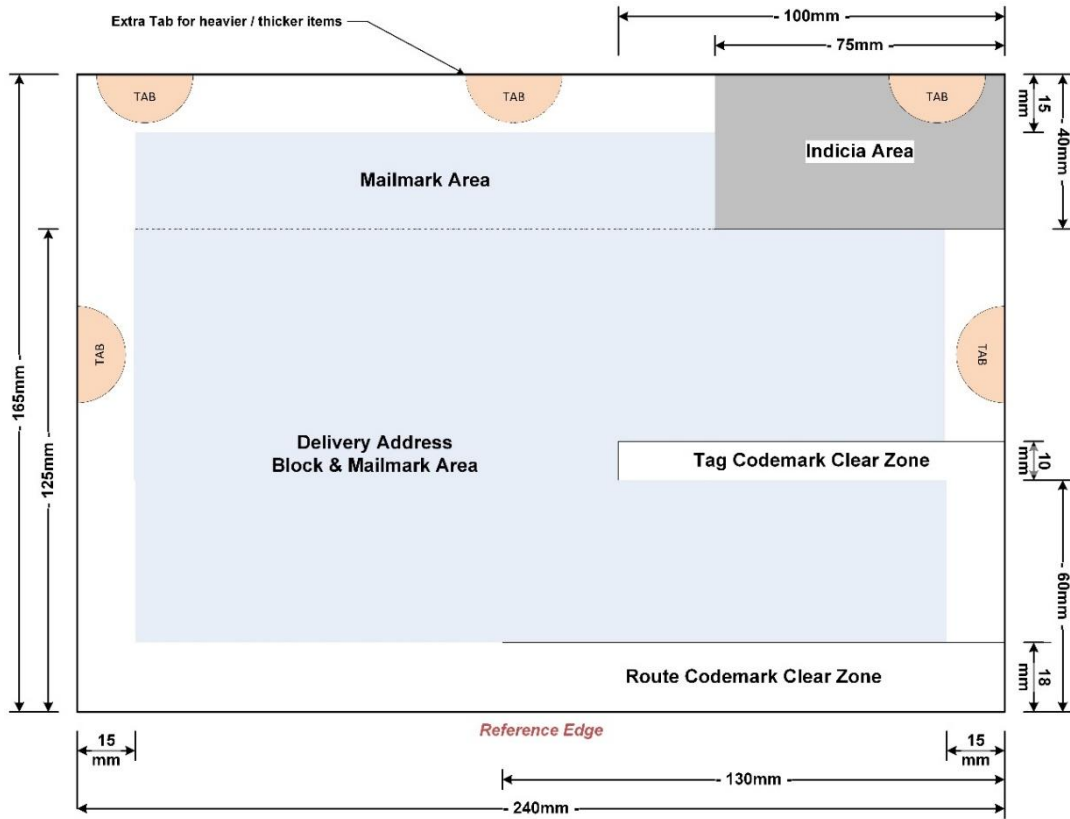 - 100mm -
Extra Tab for heavier / thicker items
- 75mm -
TAB
TAB
TAB
15
mm
- 40mm -
Indicia Area
Mailmark Area
- 165mm -
- 125mm -
TAB
TAB
Delivery Address
Block & Mailmark Area
Tag Codemark Clear Zone
10
mm
- 60mm -
Route Codemark Clear Zone
18
mm
Reference Edge
15
mm
15
mm
- 130mm -
- 240mm -